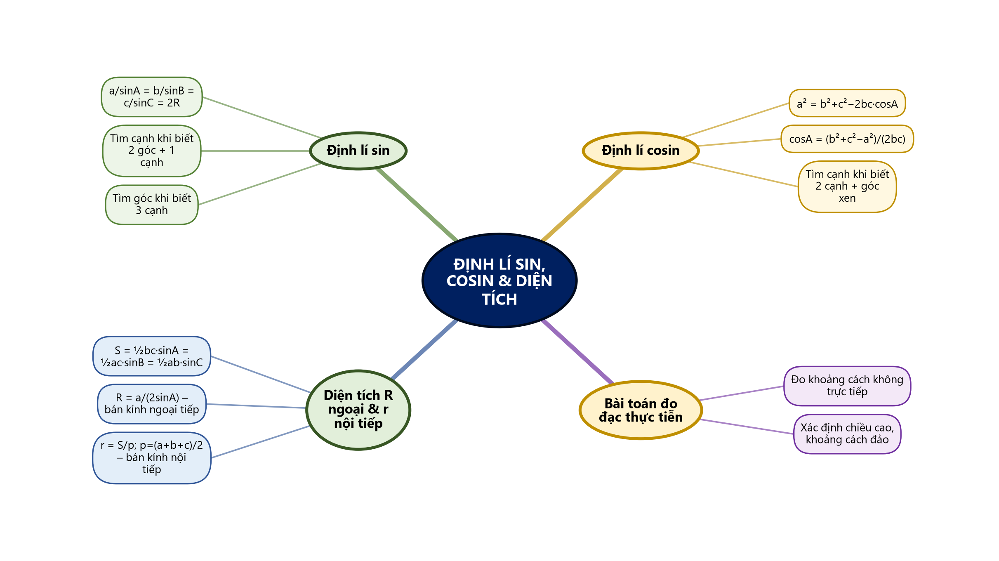 a/sinA = b/sinB =
c/sinC = 2R
Tìm cạnh khi biết
2 góc + 1
cạnh
Tìm góc khi biết
3 cạnh
Định lí sin
Định lí cosin
a² = b²+c²−2bc·cosA
cosA = (b²+c²−a²)/(2bc)
Tìm cạnh khi biết
2 cạnh + góc
xen
ĐỊNH LÍ SIN,
COSIN & DIỆN
TÍCH
S = ½bc·sinA =
½ac·sinB = ½ab·sinC
R = a/(2sinA) –
bán kính ngoại tiếp
r = S/p; p=(a+b+c)/2
– bán kính nội
tiếp
Diện tích R
ngoại & r
nội tiếp
Bài toán đo
đạc thực tiễn
Đo khoảng cách không
trực tiếp
Xác định chiều cao,
khoảng cách đảo